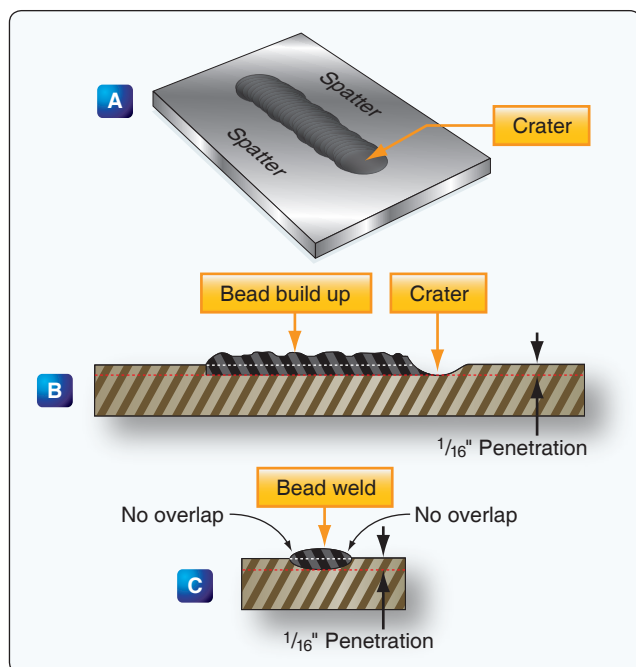 A
Spatter
Spatter
Crater
Bead build up
Crater
B
1/16" Penetration
Bead weld
No overlap
No overlap
C
1/16" Penetration